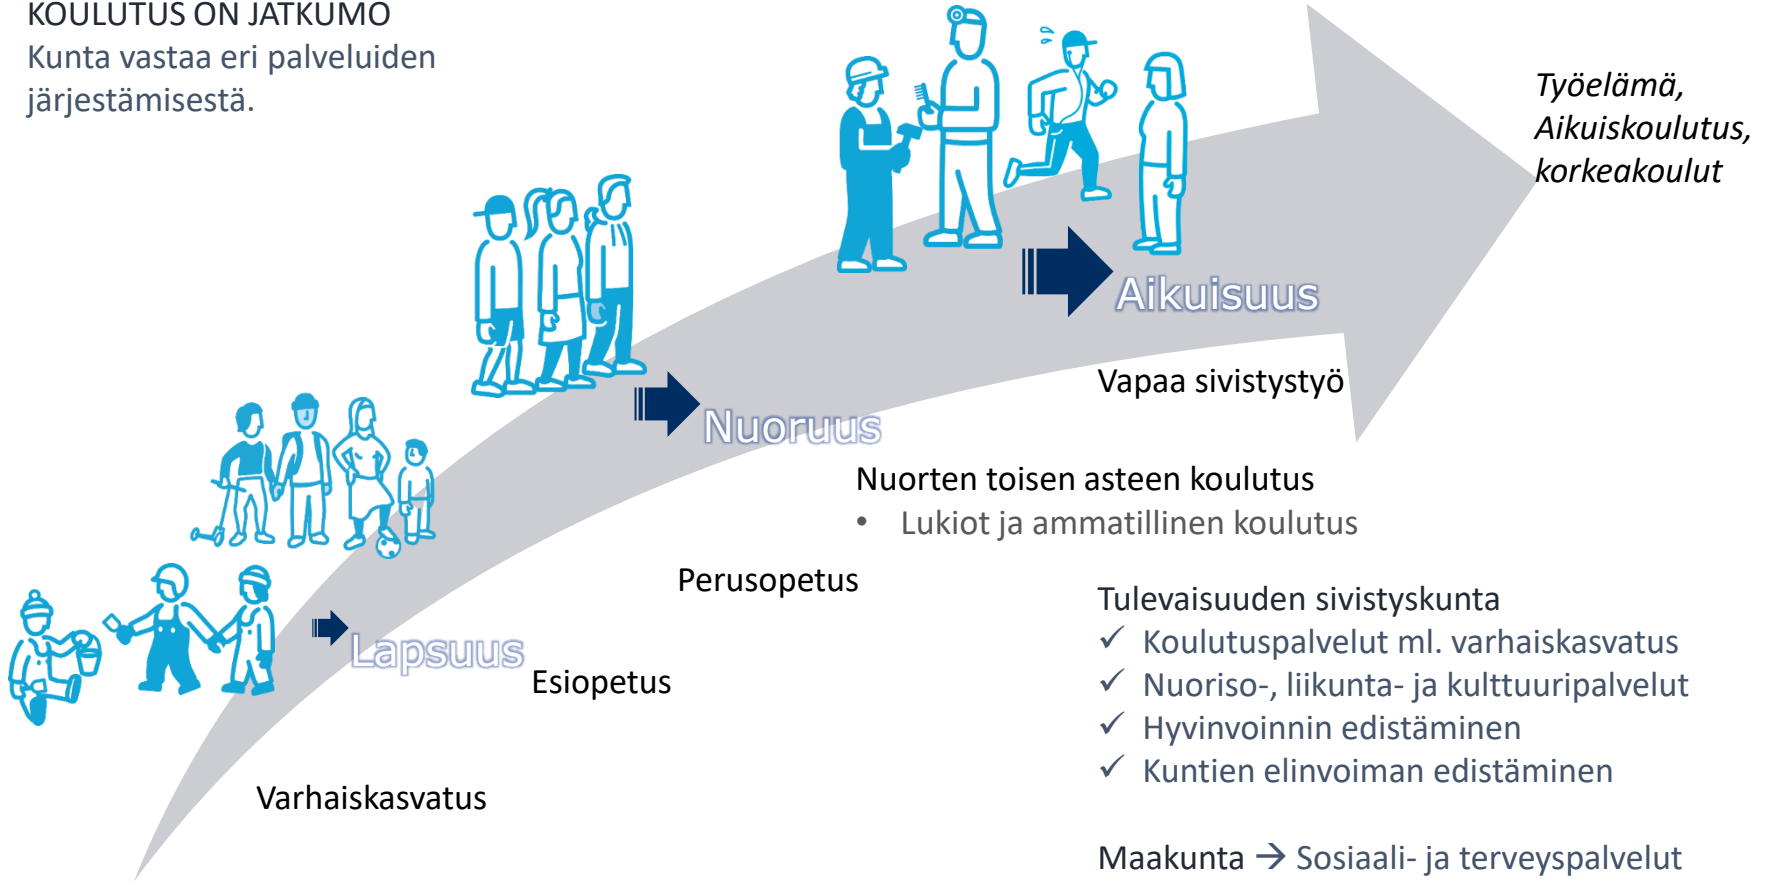 KOULUTUS ON JATKUMO
Kunta vastaa eri palveluiden
järjestämisestä.
Työelämä,
Aikuiskoulutus,
korkeakoulut
Aikuisuus
Vapaa sivistystyö
Nuoruus
Nuorten toisen asteen koulutus
• Lukiot ja ammatillinen koulutus
Perusopetus
Lapsuus
Esiopetus
Varhaiskasvatus
Tulevaisuuden sivistyskunta
✓ Koulutuspalvelut ml. varhaiskasvatus
✓ Nuoriso-, liikunta- ja kulttuuripalvelut
✓ Hyvinvoinnin edistäminen
✓ Kuntien elinvoiman edistäminen
Maakunta → Sosiaali- ja terveyspalvelut